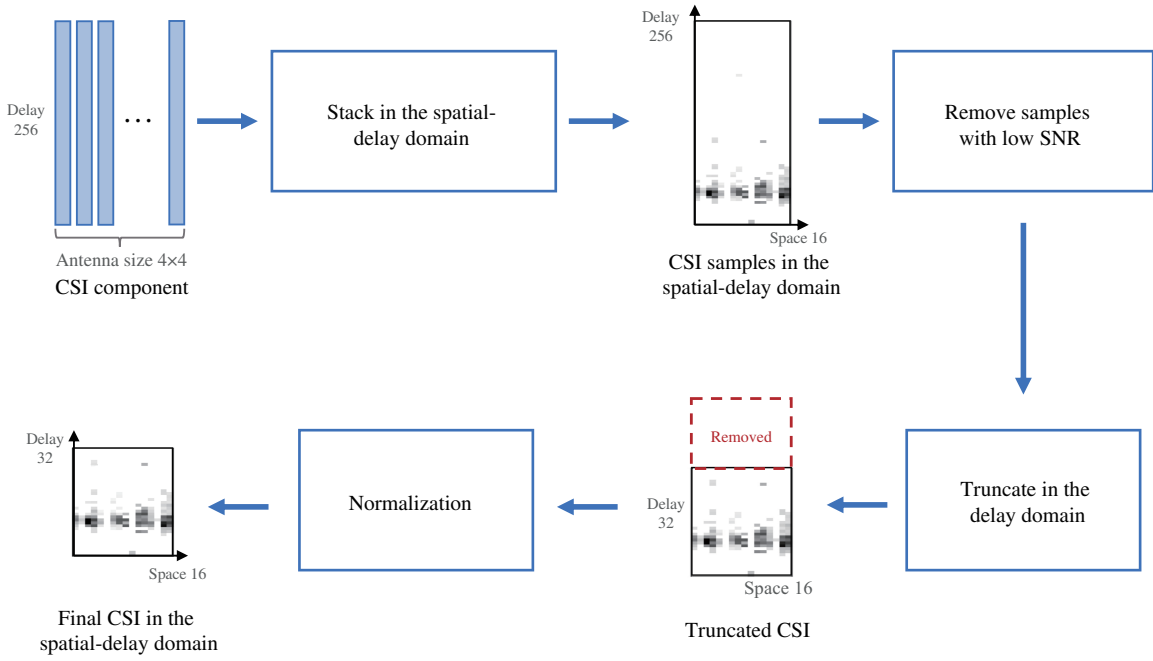 Delay
256
• • •
Antenna size 4×4
CSI component
Stack in the spatial-
delay domain
Delay
256
Space 16
CSI samples in the
spatial-delay domain
Remove samples
with low SNR
Truncate in the
delay domain
Removed
Delay
32
Space 16
Truncated CSI
Normalization
Delay
32
Space 16
Final CSI in the
spatial-delay domain